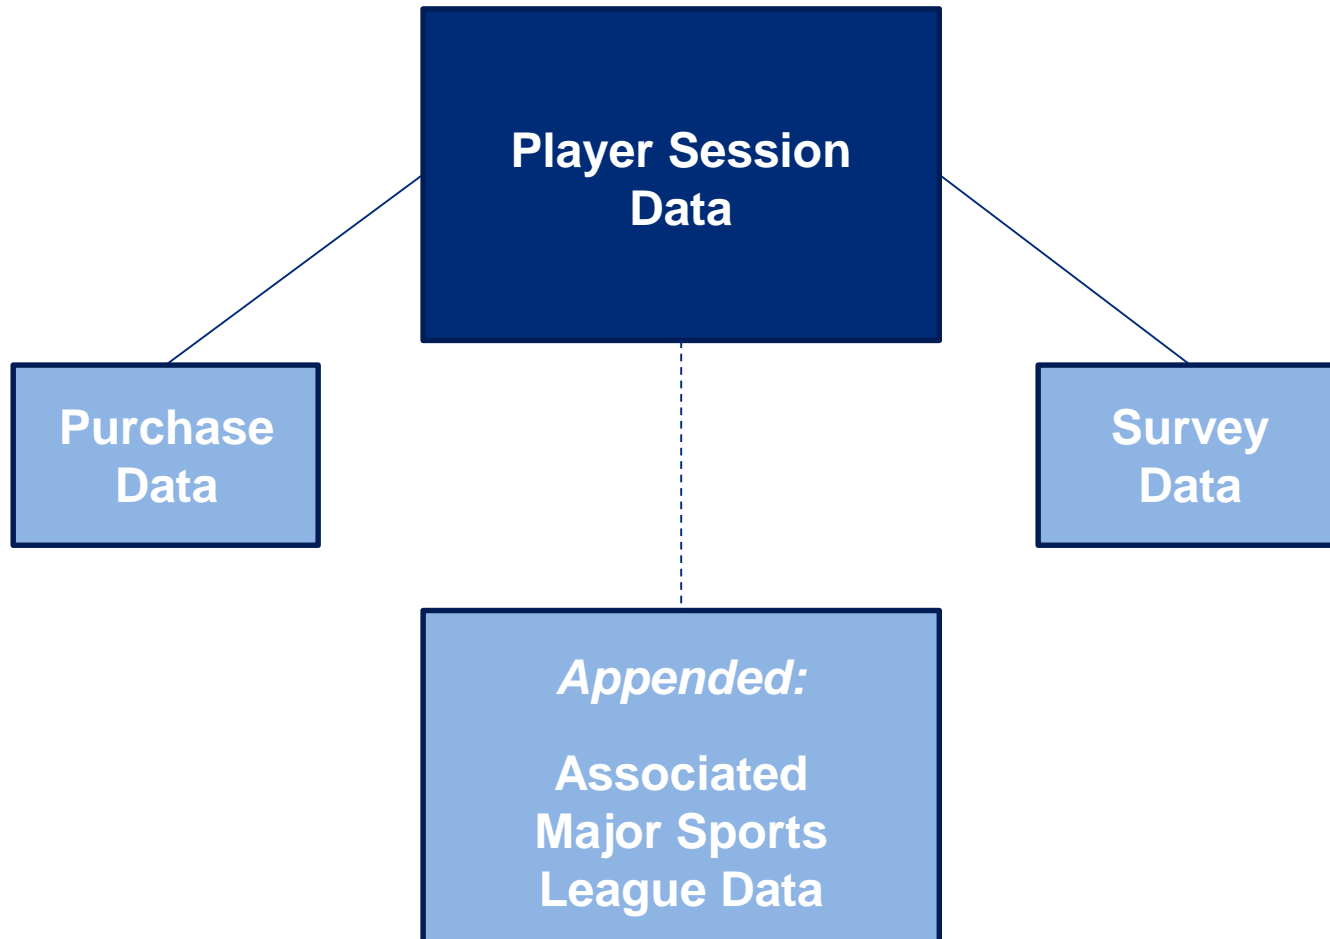 Player Session
Data
Purchase
Data
Survey
Data
Appended:
Associated
Major Sports
League Data